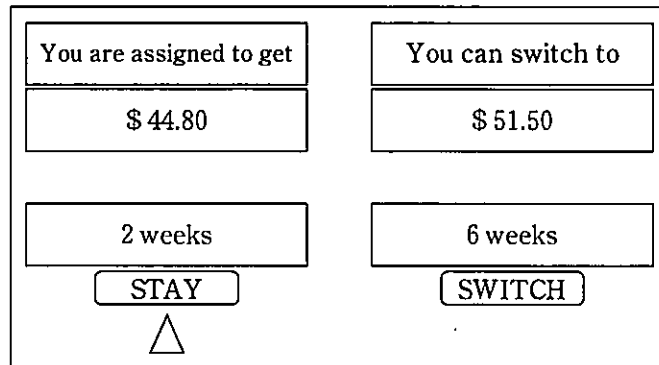 You are assigned to get
You can switch to
$ 44.80
$ 51.50
2 weeks
6 weeks
STAY
SWITCH